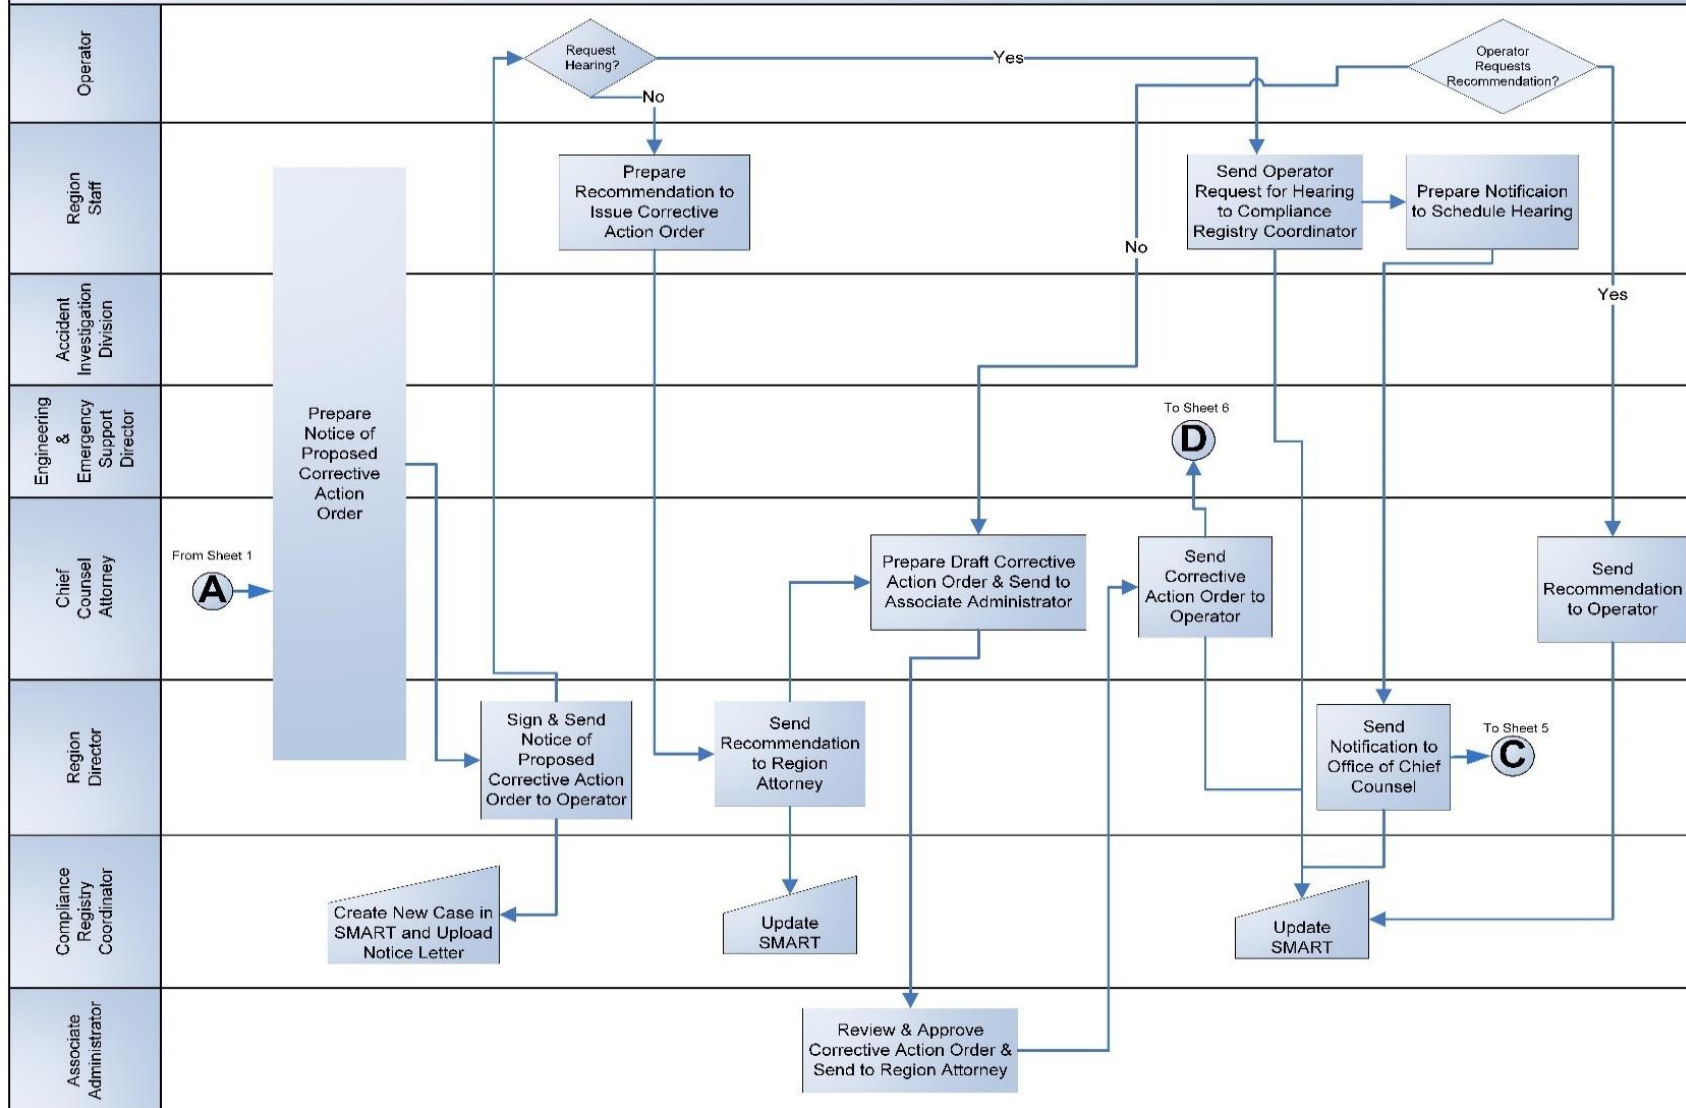 Operator
Request
Hearing?
Yes
No
Operator
Requests
Recommendation?
No
Yes
Region
Staff
Prepare
Recommendation to
Issue Corrective
Action Order
Send Operator
Request for Hearing
to Compliance
Registry Coordinator
Prepare Notificaion
to Schedule Hearing
Accident
Investigation
Division
Engineering
&
Emergency
Support
Director
Prepare
Notice of
Proposed
Corrective
Action
Order
To Sheet 6
D
Chief
Counsel
Attorney
From Sheet 1
A
Prepare Draft Corrective
Action Order & Send to
Associate Administrator
Send
Corrective
Action Order to
Operator
Send
Recommendation
to Operator
Region
Director
Sign & Send
Notice of
Proposed
Corrective Action
Order to Operator
Send
Recommendation
to Region
Attorney
Send
Notification to
Office of Chief
Counsel
To Sheet 5
C
Compliance
Registry
Coordinator
Create New Case in
SMART and Upload
Notice Letter
Update
SMART
Update
SMART
Associate
Administrator
Review & Approve
Corrective Action Order &
Send to Region Attorney